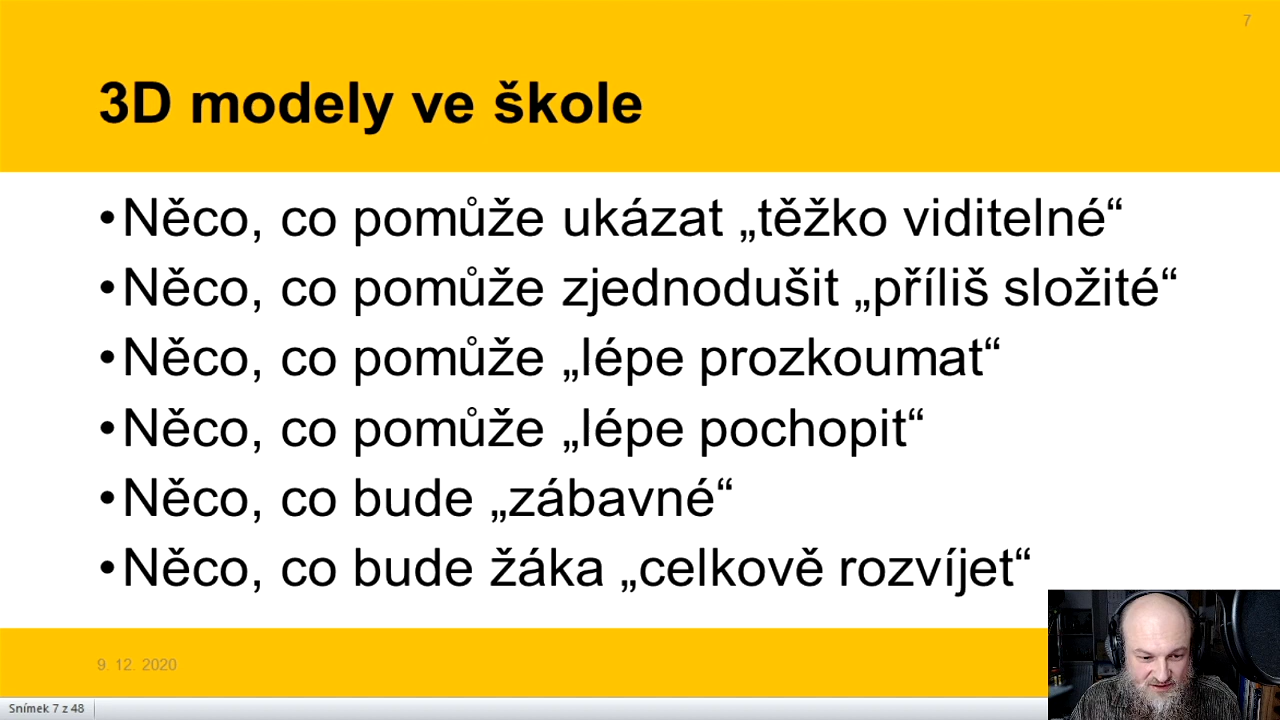 7
3D modely ve škole
•Něco, co pomůže ukázat „těžko viditelné“
•Něco, co pomůže zjednodušit „příliš složité“
•Něco, co pomůže „lépe prozkoumat“
•Něco, co pomůže „lépe pochopit“
•Něco, co bude „zábavné“
•Něco, co bude žáka „celkově rozvíjet“
9. 12. 2020
Snímek 7 z 48